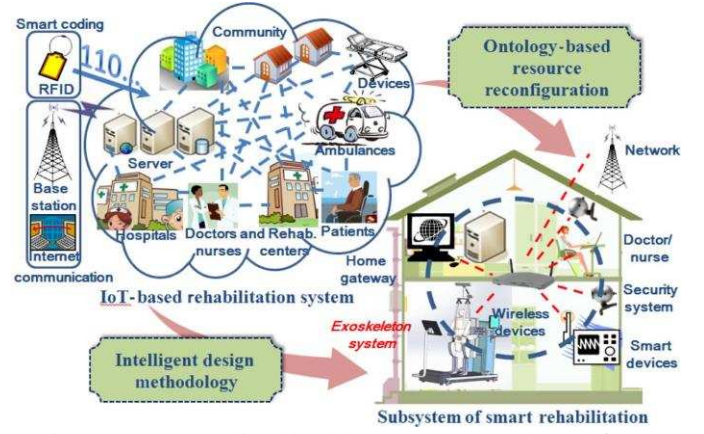 Smart coding
RFID
110...
Base
station
Internet
communication
Community
Devices
Server
Ambulances
Hospitals
Doctors and
nurses
Rehab.
centers
Patients
IoT-based rehabilitation system
Ontology-based
resource
reconfiguration
Intelligent design
methodology
Network
Home
gateway
Doctor/
nurse
Security
system
Wireless
devices
Exoskeleton
system
Smart
devices
Subsystem of smart rehabilitation